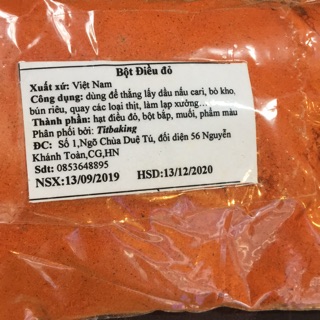 Bột Điều đỏ
Xuất xứ: Việt Nam
Công dụng: dùng để thắng lấy dầu nấu cari, bò kho,
bún riêu, quay các loại thịt, làm lạp xưởng…
Thành phần: hạt điều đỏ, bột bắp, muối, phẩm màu
Phân phối bởi: Titbaking
ĐC: Số 1,Ngõ Chùa Duệ Tú, đối diện 56 Nguyễn
Khánh Toàn,CG,HN
Sdt: 0853648895
NSX:13/09/2019 HSD:13/12/2020